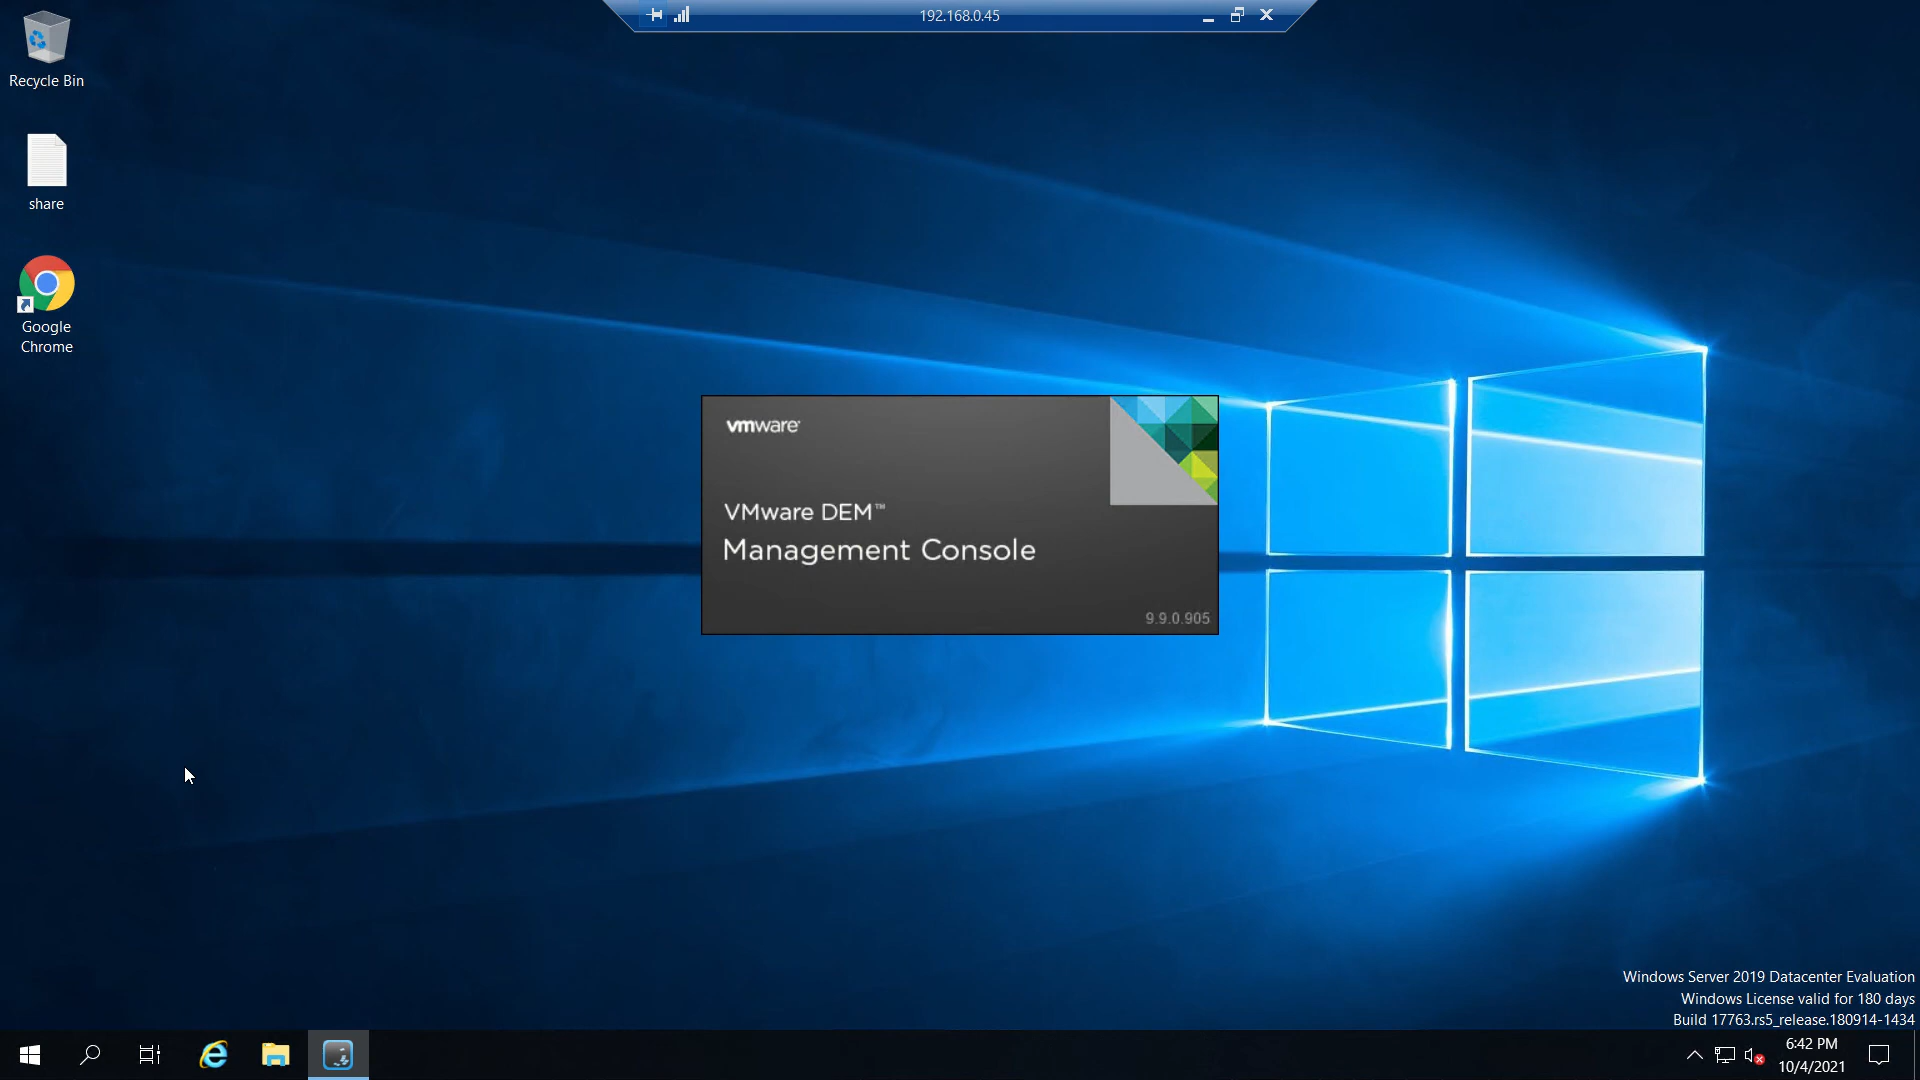 192.168.0.45
Recycle Bin
share
Google
Chrome
vmware
VMware DEM™
Management Console
9.9.0.905
Windows Server 2019 Datacenter Evaluation
Windows License valid for 180 days
Build 17763.rs5_release.180914-1434
6:42 PM
10/4/2021